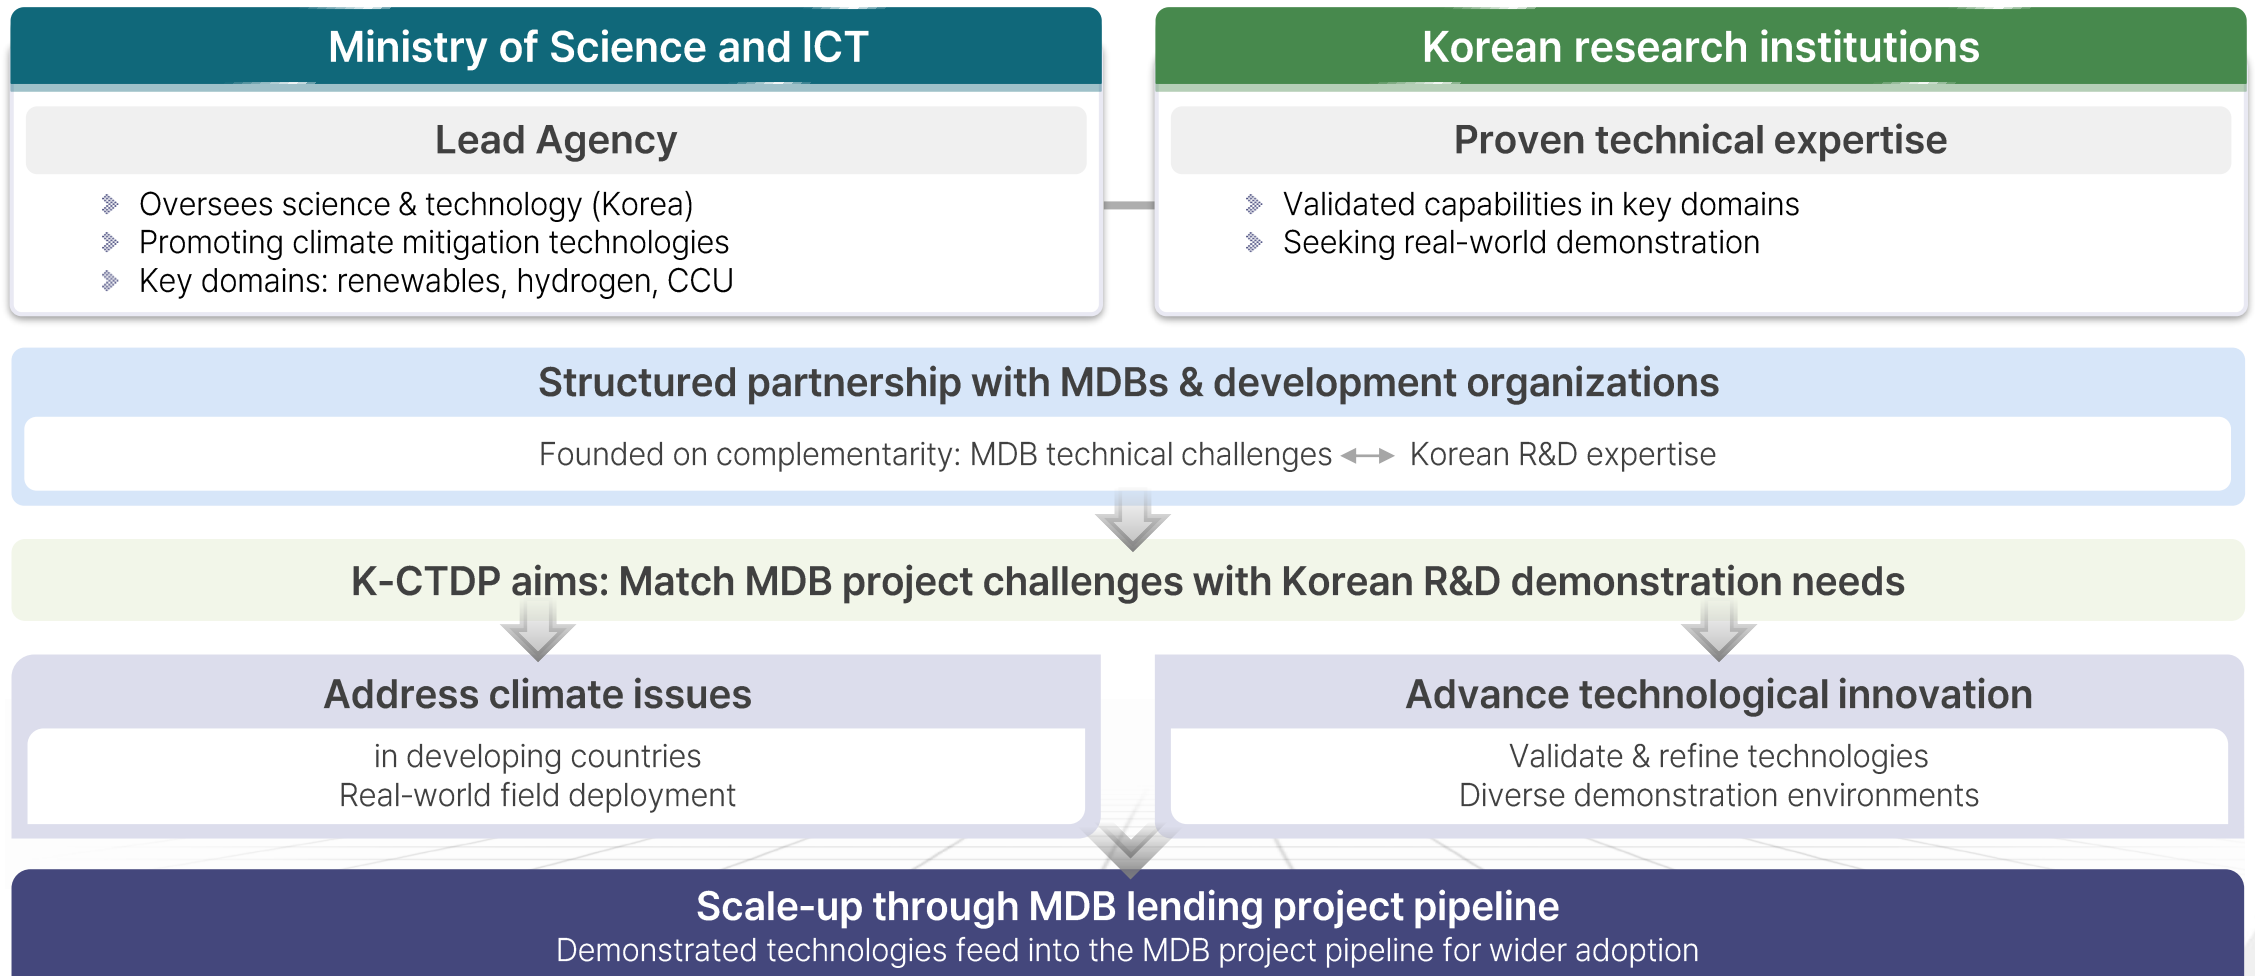 Ministry of Science and ICT
Lead Agency
Oversees science & technology (Korea)
Promoting climate mitigation technologies
Key domains: renewables, hydrogen, CCU
Korean research institutions
Proven technical expertise
Validated capabilities in key domains
Seeking real-world demonstration
Structured partnership with MDBs & development organizations
Founded on complementarity: MDB technical challenges ↔ Korean R&D expertise
K-CTDP aims: Match MDB project challenges with Korean R&D demonstration needs
Address climate issues
in developing countries
Real-world field deployment
Advance technological innovation
Validate & refine technologies
Diverse demonstration environments
Scale-up through MDB lending project pipeline
Demonstrated technologies feed into the MDB project pipeline for wider adoption